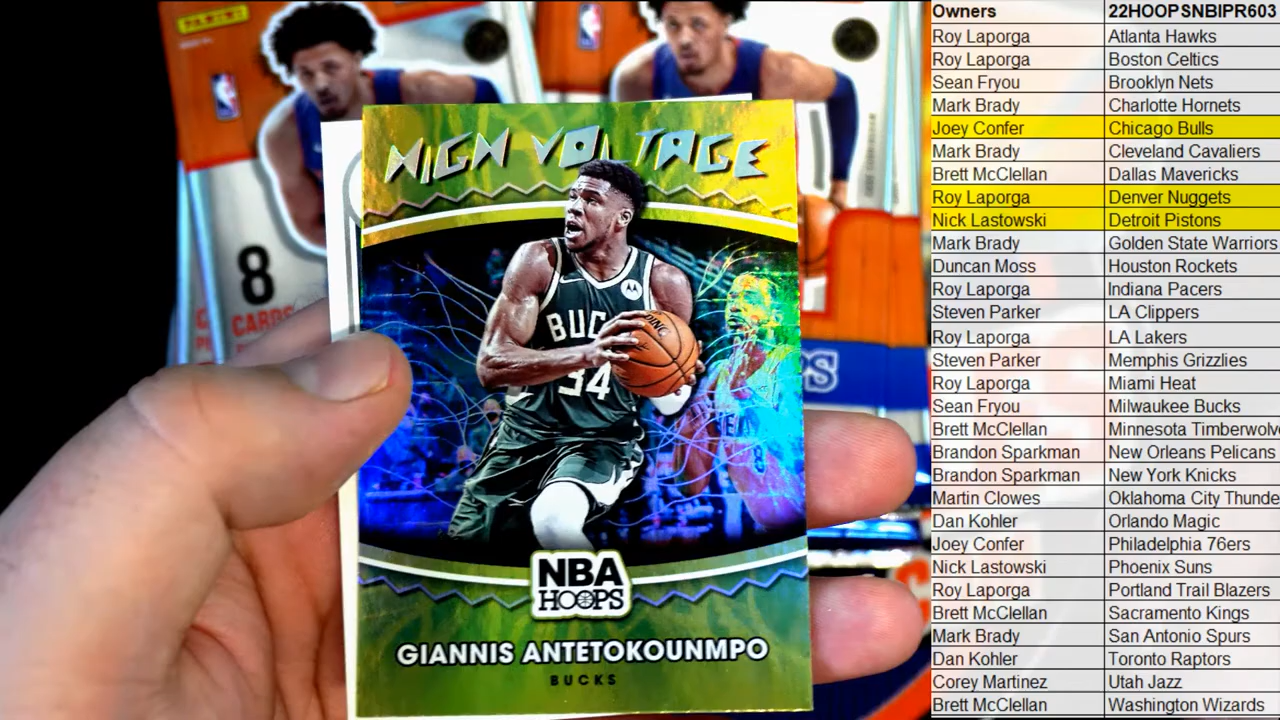 PANINI
8
CARDS
HIGH VOLTAGE
BUC
34
NBA
HOOPS
GIANNIS ANTETOKOUNMPO
BUCKS
Owners 22HOOPSNBIPR603
Roy Laporga Atlanta Hawks
Roy Laporga Boston Celtics
Sean Fryou Brooklyn Nets
Mark Brady Charlotte Hornets
Joey Confer Chicago Bulls
Mark Brady Cleveland Cavaliers
Brett McClellan Dallas Mavericks
Roy Laporga Denver Nuggets
Nick Lastowski Detroit Pistons
Mark Brady Golden State Warriors
Duncan Moss Houston Rockets
Roy Laporga Indiana Pacers
Steven Parker LA Clippers
Roy Laporga LA Lakers
Steven Parker Memphis Grizzlies
Roy Laporga Miami Heat
Sean Fryou Milwaukee Bucks
Brett McClellan Minnesota Timberwolve
Brandon Sparkman New Orleans Pelicans
Brandon Sparkman New York Knicks
Martin Clowes Oklahoma City Thunde
Dan Kohler Orlando Magic
Joey Confer Philadelphia 76ers
Nick Lastowski Phoenix Suns
Roy Laporga Portland Trail Blazers
Brett McClellan Sacramento Kings
Mark Brady San Antonio Spurs
Dan Kohler Toronto Raptors
Corey Martinez Utah Jazz
Brett McClellan Washington Wizards